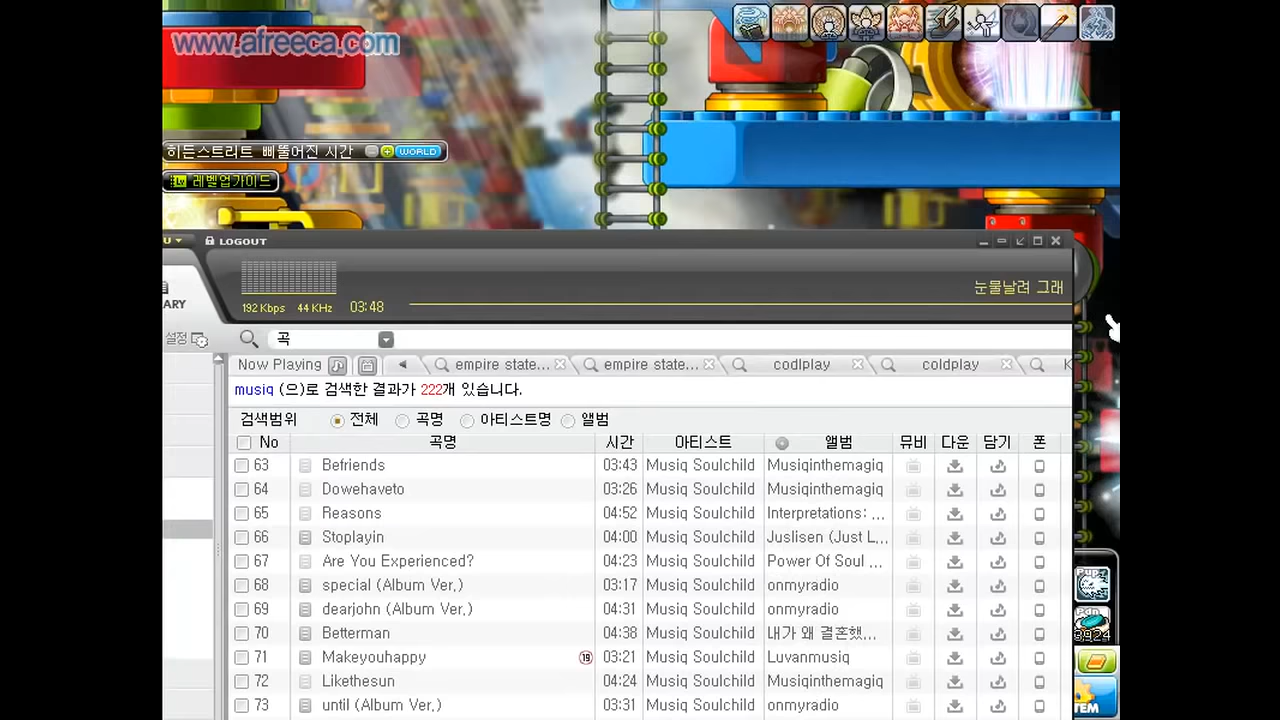 www.afreeca.com
히든스트리트 삐뚤어진 시간 WORLD
Lv 레벨업가이드
U LOGOUT
ARY
192 Kbps 44 KHz 03:48 눈물날려 그래
설정 곡
Now Playing empire state... empire state... codlplay coldplay K
musiq (으)로 검색한 결과가 222개 있습니다.
검색범위 전체 곡명 아티스트명 앨범
No 곡명 시간 아티스트 앨범 뮤비 다운 담기 폰
63 Befriends 03:43 Musiq Soulchild Musiqinthemagiq
64 Dowehaveto 03:26 Musiq Soulchild Musiqinthemagiq
65 Reasons 04:52 Musiq Soulchild Interpretations: ...
66 Stoplayin 04:00 Musiq Soulchild Juslisen (Just L...
67 Are You Experienced? 04:23 Musiq Soulchild Power Of Soul ...
68 special (Album Ver.) 03:17 Musiq Soulchild onmyradio
69 dearjohn (Album Ver.) 04:31 Musiq Soulchild onmyradio
70 Betterman 04:38 Musiq Soulchild 내가 왜 결혼했...
71 Makeyourappy 19 03:21 Musiq Soulchild Luvanmusiq
72 Likethesun 04:24 Musiq Soulchild Musiqinthemagiq
73 until (Album Ver.) 03:31 Musiq Soulchild onmyradio
PgUp
PgDn
3924
TEM